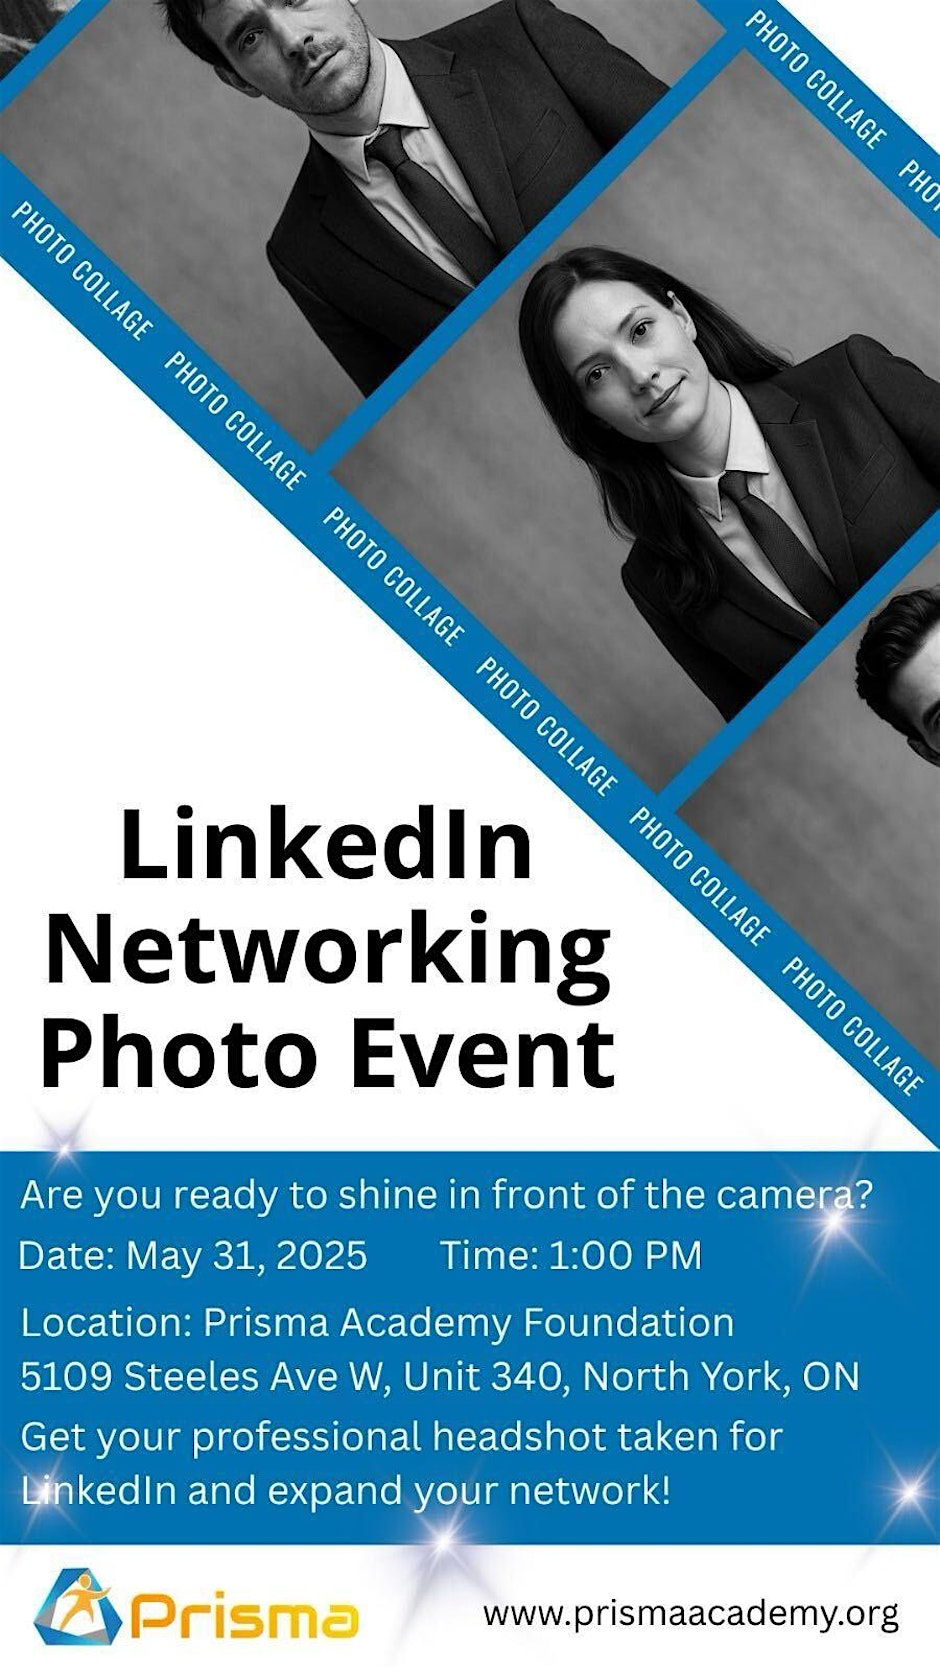 PHOTO COLLAGE PHO
PHOTO COLLAGE PHOTO COLLAGE PHOTO COLLAGE PHOTO COLLAGE PHOTO COLLAGE PHOTO COLLAGE
LinkedIn
Networking
Photo Event
Are you ready to shine in front of the camera?
Date: May 31, 2025 Time: 1:00 PM
Location: Prisma Academy Foundation
5109 Steeles Ave W, Unit 340, North York, ON
Get your professional headshot taken for
LinkedIn and expand your network!
Prisma
www.prismaacademy.org